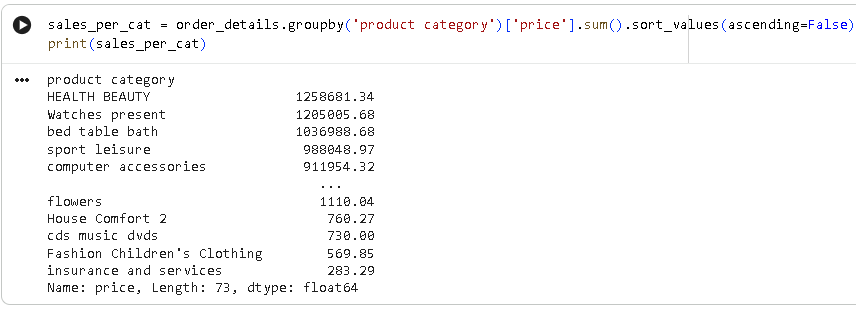 sales_per_cat = order_details.groupby('product category')['price'].sum().sort_values(ascending=False)
print(sales_per_cat)
product category
HEALTH BEAUTY                  1258681.34
Watches present                1205005.68
bed table bath                 1036988.68
sport leisure                   988048.97
computer accessories            911954.32
...
flowers                           1110.04
House Comfort 2                    760.27
cds music dvds                     730.00
Fashion Children's Clothing        569.85
insurance and services             283.29
Name: price, Length: 73, dtype: float64